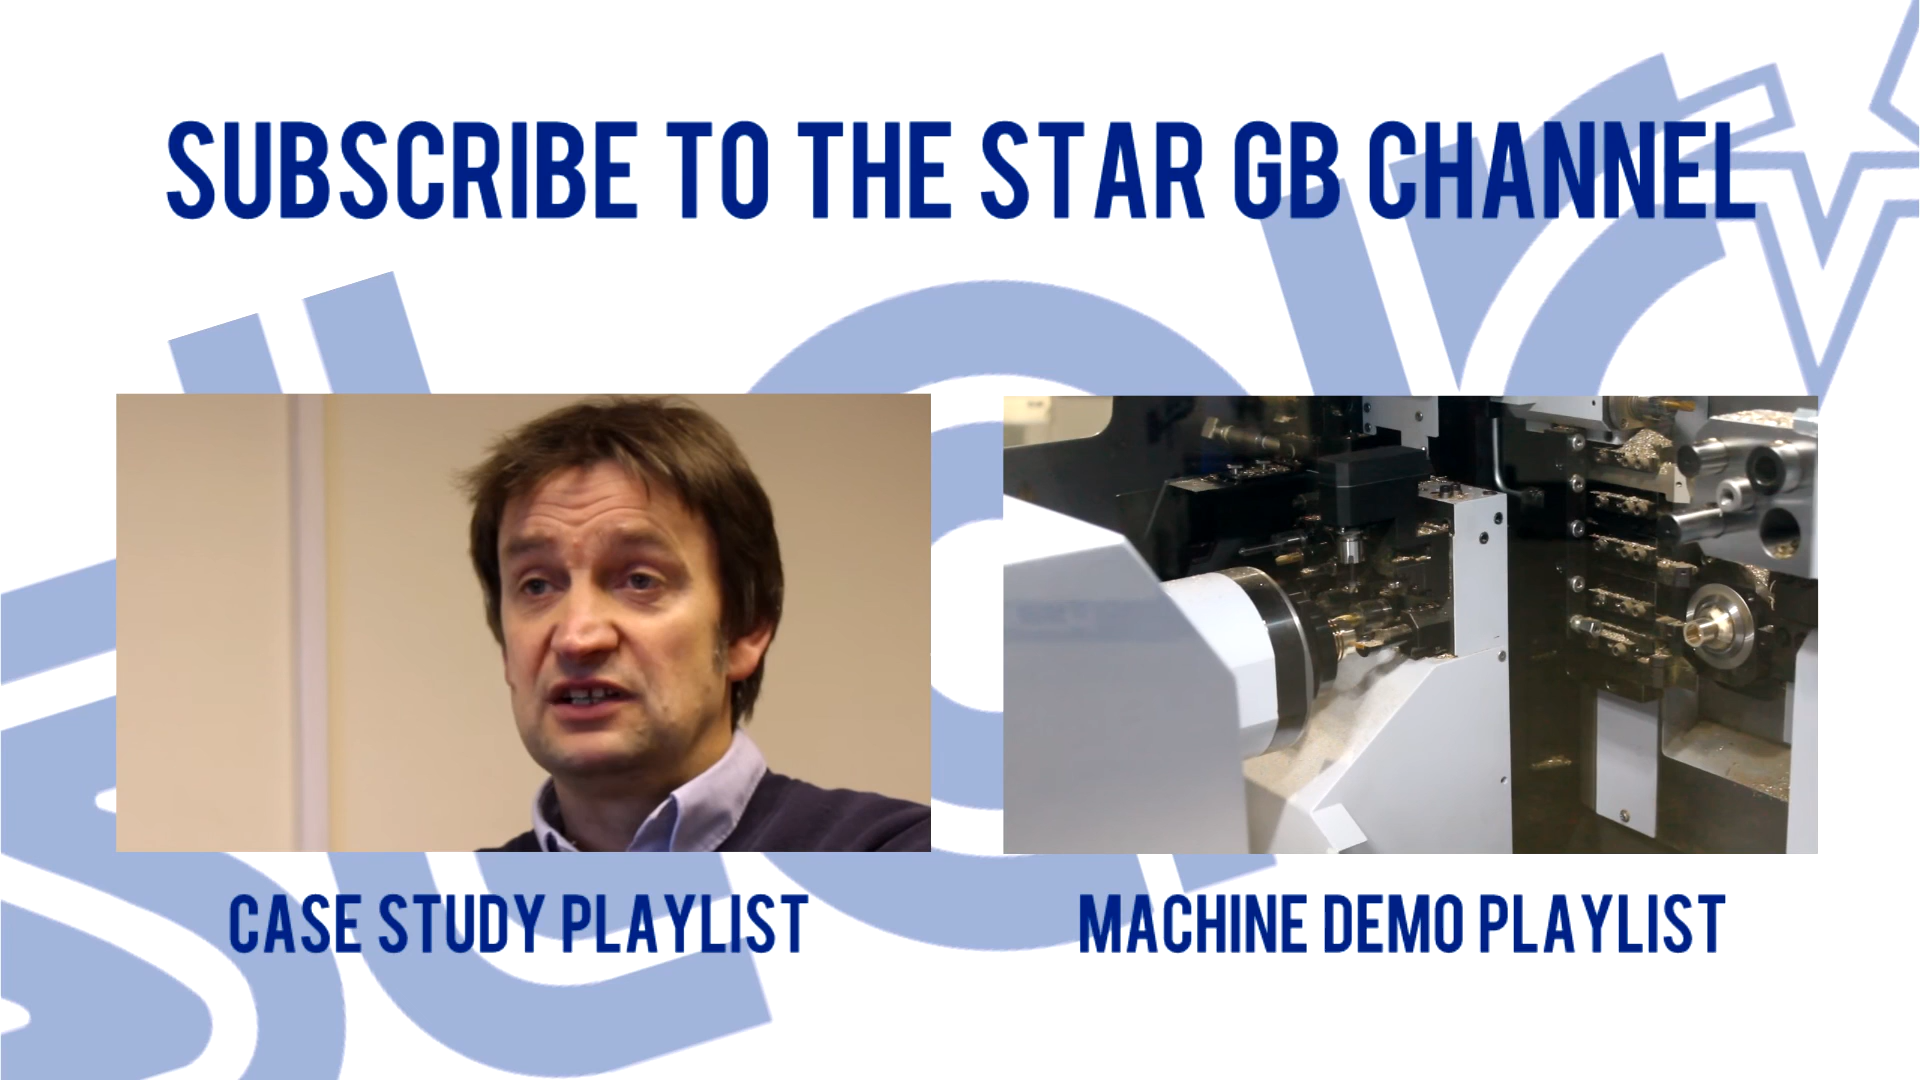 SUBSCRIBE TO THE STAR GB CHANNEL
CASE STUDY PLAYLIST
MACHINE DEMO PLAYLIST